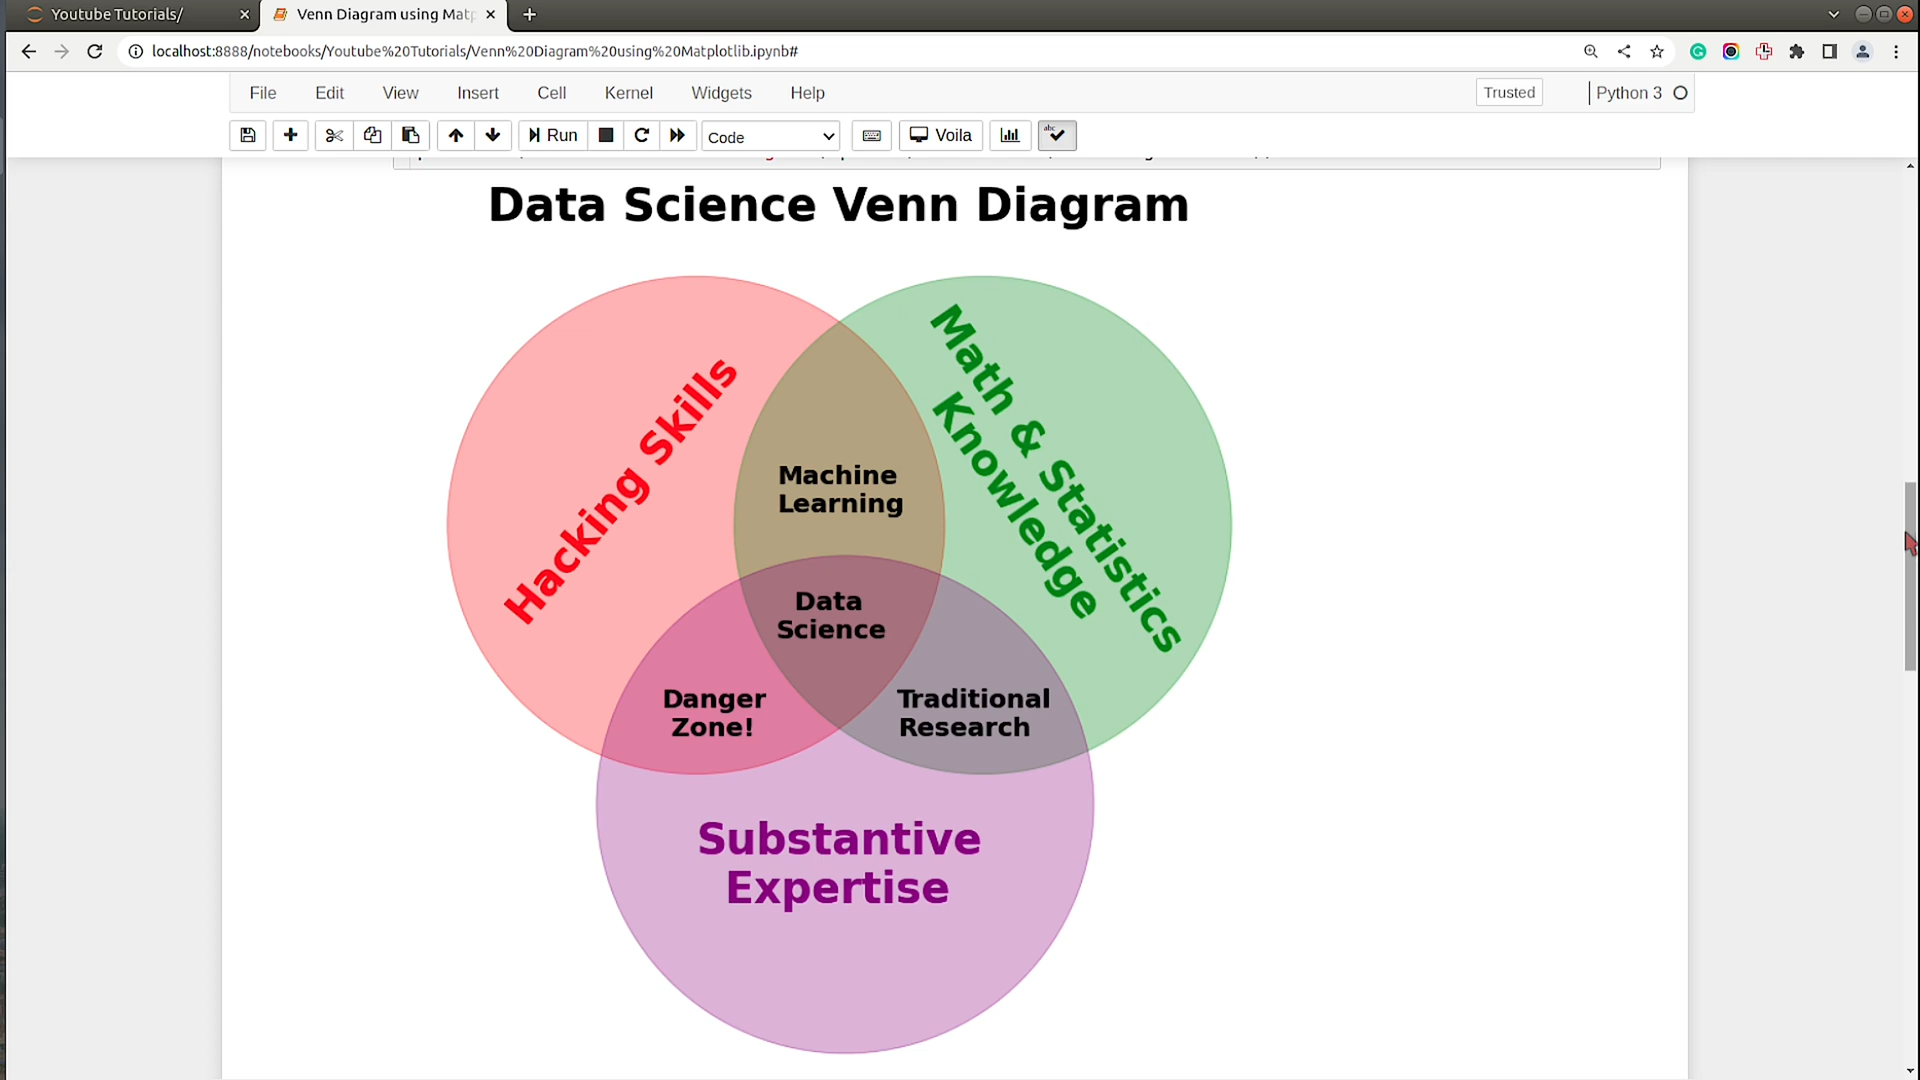 Youtube Tutorials/
Venn Diagram using Matp
localhost:8888/notebooks/Youtube%20Tutorials/Venn%20Diagram%20using%20Matplotlib.ipynb#
File Edit View Insert Cell Kernel Widgets Help Trusted Python 3
Run Code Voila abc
Data Science Venn Diagram
Hacking Skills
Math & Statistics
Knowledge
Machine
Learning
Data
Science
Danger
Zone!
Traditional
Research
Substantive
Expertise